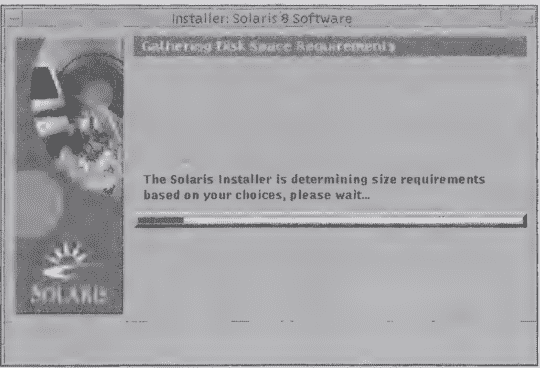 Installer: Solaris 8 Software
Gathering Disk Space Requirements
The Solaris Installer is determining size requirements
based on your choices, please wait...
SOLARIS